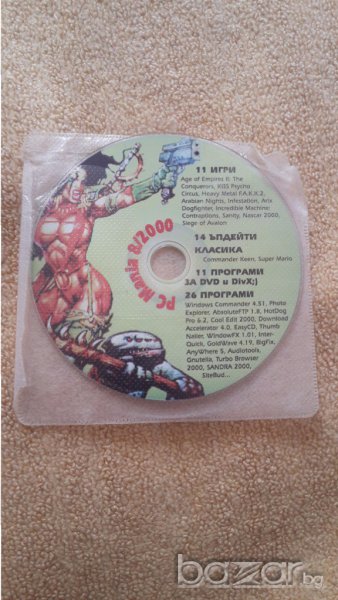 PC Mania 8/2000
11 ИГРИ
Age of Empires II: The
Conquerors, KISS Psycho
Circus, Heavy Metal F.A.K.K.2,
Arabian Nights, Infestation, Arix
Dogfighter, Incredible Machine:
Contraptions, Sanity, Nascar 2000,
Siege of Avalon
14 ЪПДЕЙТИ
КЛАСИКА
Commander Keen, Super Mario
11 ПРОГРАМИ
ЗА DVD и DivX;)
26 ПРОГРАМИ
Windows Commander 4.51, Photo
Explorer, AbsoluteFTP 1.8, HotDog
Pro 6.2, Cool Edit 2000, Download
Accelerator 4.0, EasyCD, Thumb
Nailer, WindowFX 1.01, Inter-
Quick, GoldWave 4.19, BigFix,
AnyWhere 5, Audiotools,
Gnutella, Turbo Browser
2000, SANDRA 2000,
SiteBud...
bazar.bg